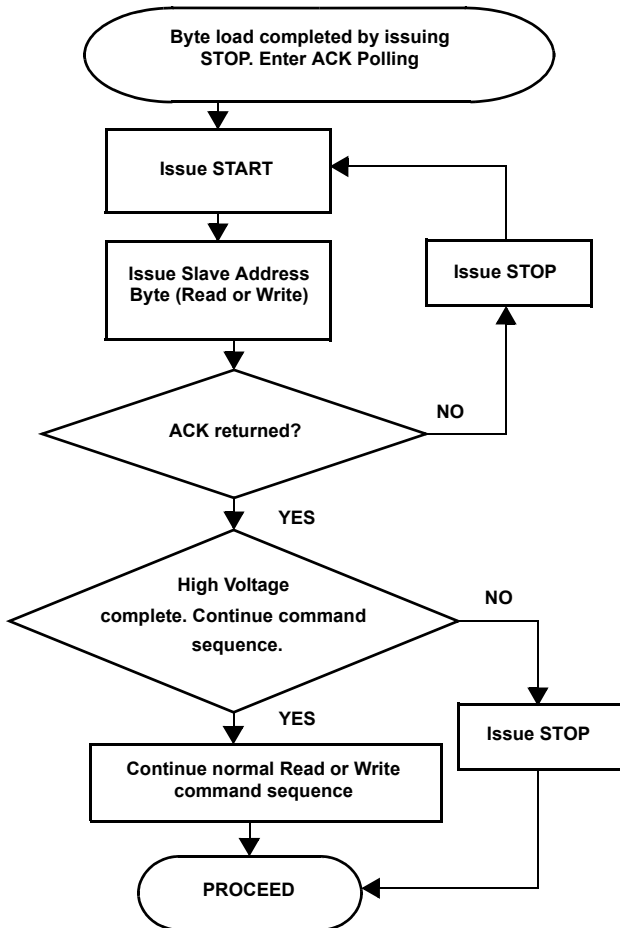 Byte load completed by issuing
STOP. Enter ACK Polling
Issue START
Issue Slave Address
Byte (Read or Write)
Issue STOP
ACK returned?
NO
YES
High Voltage
complete. Continue command
sequence.
NO
YES
Issue STOP
Continue normal Read or Write
command sequence
PROCEED